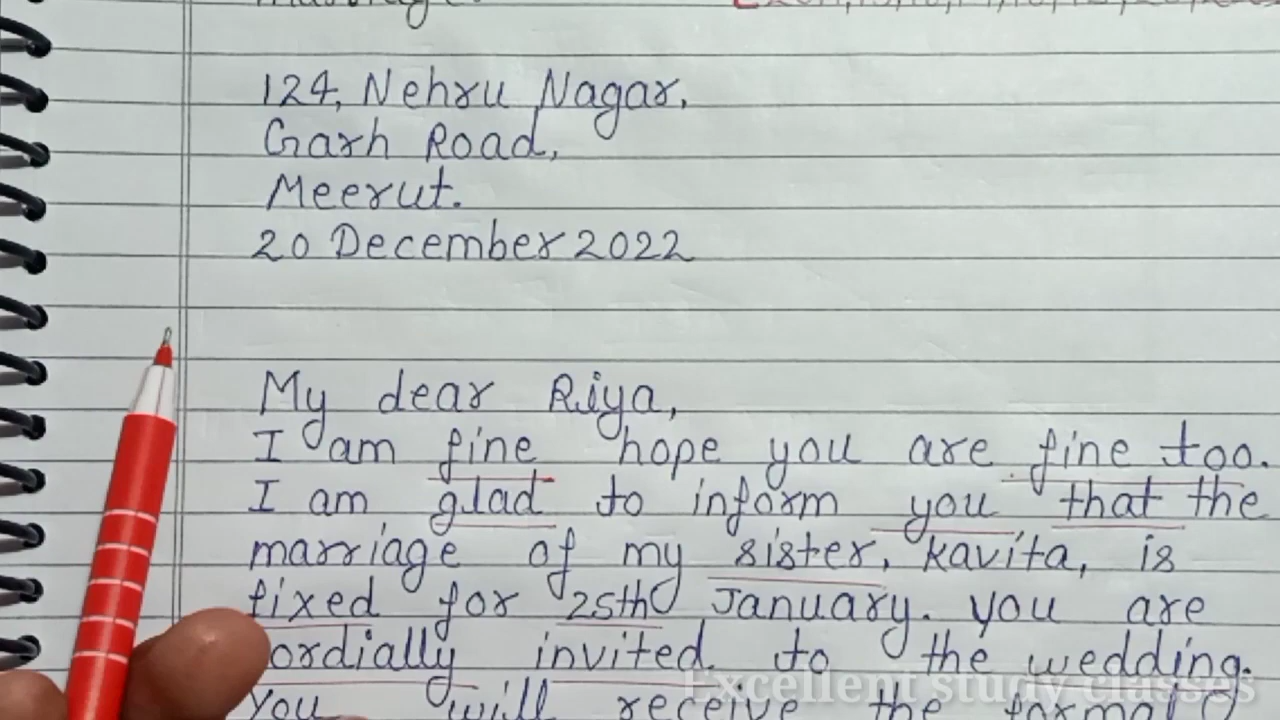 marriage.
124, Nehru Nagar,
Garh Road,
Meerut.
20 December 2022
My dear Riya,
I am fine hope you are fine too.
I am glad to inform you that the
marriage of my sister, Kavita, is
fixed for 25th January. You are
cordially invited to the wedding.
You will receive the formal
Excellent study classes